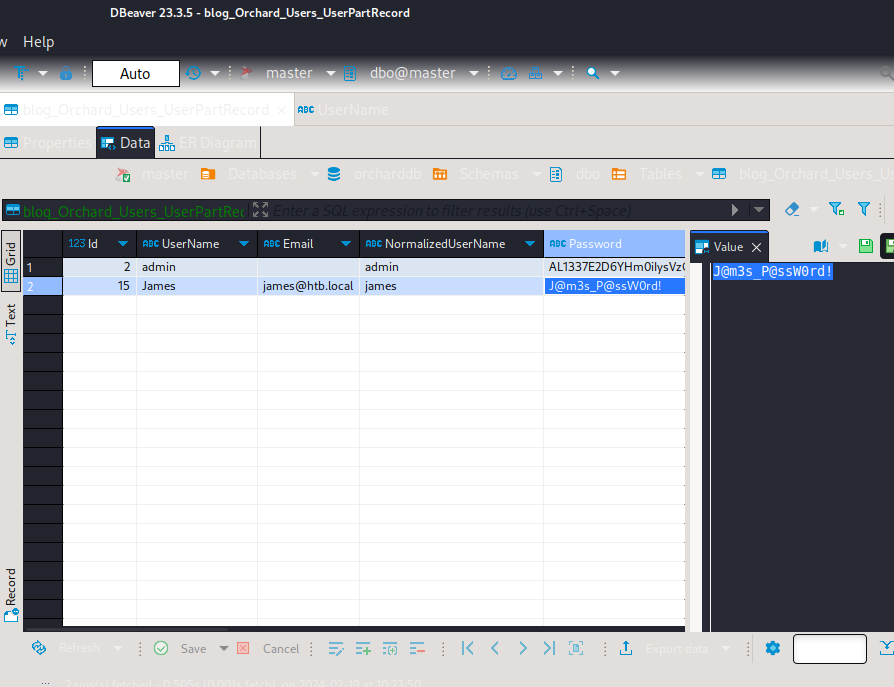 DBeaver 23.3.5 - blog_Orchard_Users_UserPartRecord
w Help
Auto master dbo@master
blog_Orchard_Users_UserPartRecord ABC UserName
Properties Data ER Diagram
master Databases orcharddb Schemas dbo Tables blog_Orchard_Users_Us
blog_Orchard_Users_UserPartRec Enter a SQL expression to filter results (use Ctrl+Space)
Grid
Text
Record
123 Id ABC UserName ABC Email ABC NormalizedUserName ABC Password
1 2 admin admin
2 15 James james@htb.local james J@m3s_P@ssW0rd!
Value
J@m3s_P@ssW0rd!
Refresh Save Cancel Export data
... 2 row(s) fetched - 0.505s (0.001s fetch), on 2024-02-19 at 10:23:50